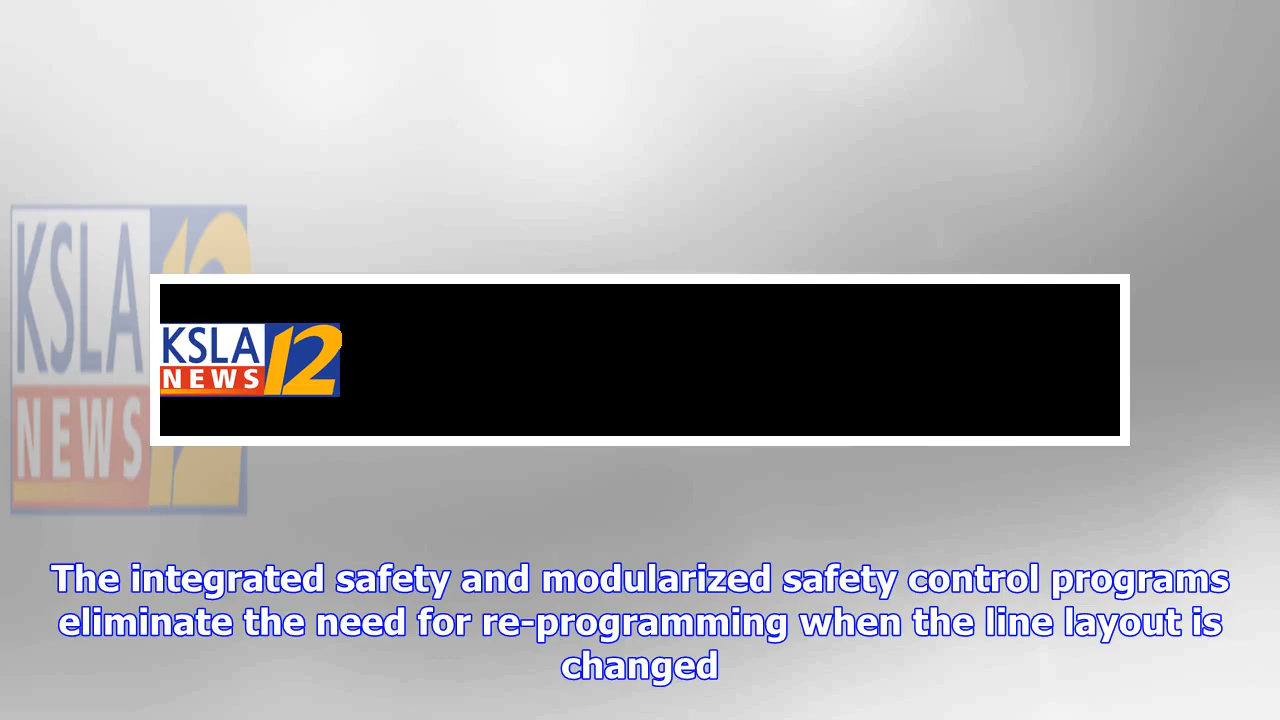 KSLA 12
NEWS
KSLA 12
NEWS
The integrated safety and modularized safety control programs
eliminate the need for re-programming when the line layout is
changed